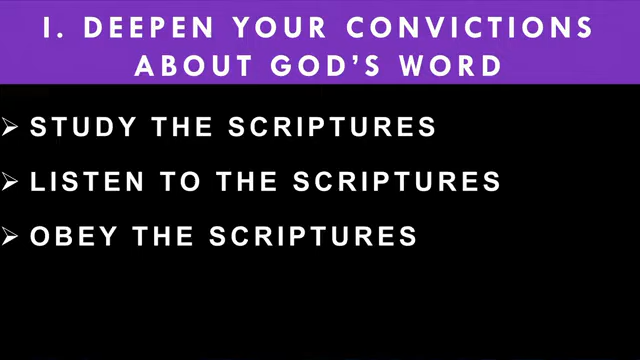 I. DEEPEN YOUR CONVICTIONS
ABOUT GOD'S WORD
➢ STUDY THE SCRIPTURES
➢ LISTEN TO THE SCRIPTURES
➢ OBEY THE SCRIPTURES